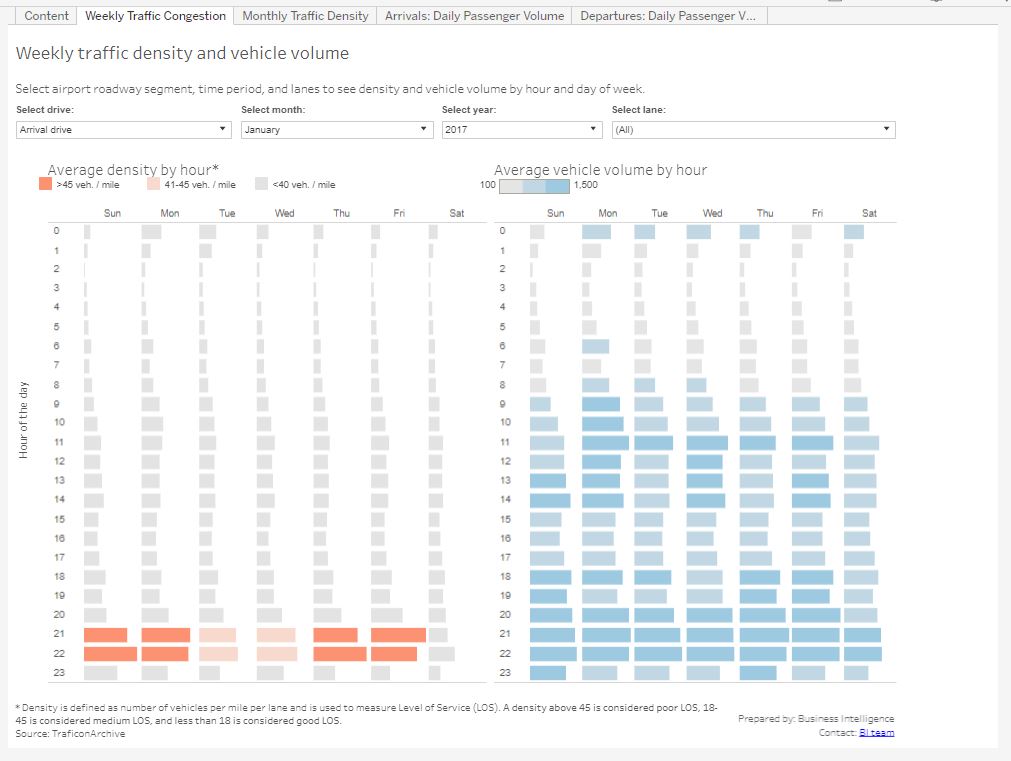 Content
Weekly Traffic Congestion
Monthly Traffic Density
Arrivals: Daily Passenger Volume
Departures: Daily Passenger V...
Weekly traffic density and vehicle volume
Select airport roadway segment, time period, and lanes to see density and vehicle volume by hour and day of week.
Select drive:
Select month:
Select year:
Select lane:
Arrival drive
January
2017
(All)
Average density by hour*
>45 veh. / mile
41-45 veh. / mile
<40 veh. / mile
Average vehicle volume by hour
100
1,500
Sun Mon Tue Wed Thu Fri Sat
Sun Mon Tue Wed Thu Fri Sat
Hour of the day
0 0
1 1
2 2
3 3
4 4
5 5
6 6
7 7
8 8
9 9
10 10
11 11
12 12
13 13
14 14
15 15
16 16
17 17
18 18
19 19
20 20
21 21
22 22
23 23
*Density is defined as number of vehicles per mile per lane and is used to measure Level of Service (LOS). A density above 45 is considered poor LOS, 18-
45 is considered medium LOS, and less than 18 is considered good LOS.
Source: TraficonArchive
Prepared by: Business Intelligence
Contact: BI team